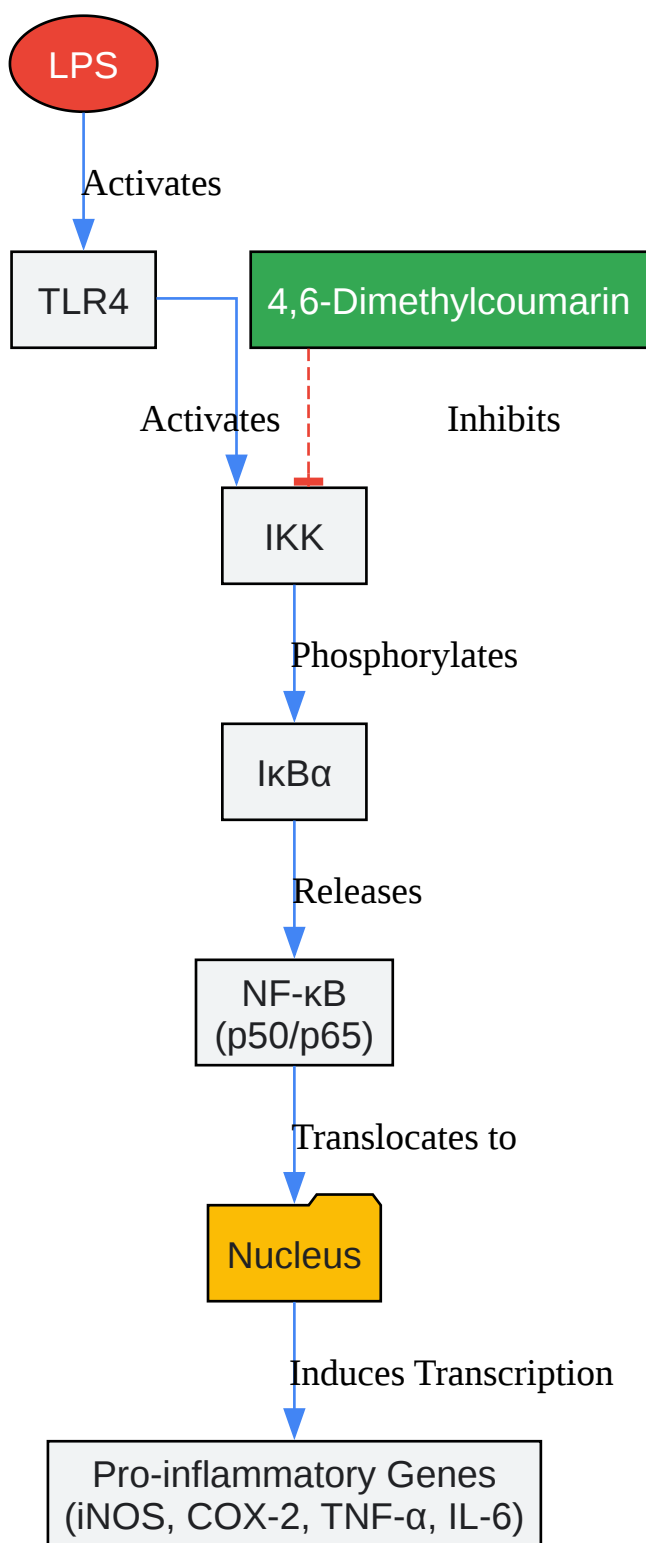 LPS
Activates
TLR4
4,6-Dimethylcoumarin
Activates
Inhibits
IKK
Phosphorylates
IκBα
Releases
NF-κB
(p50/p65)
Translocates to
Nucleus
Induces Transcription
Pro-inflammatory Genes
(iNOS, COX-2, TNF-α, IL-6)